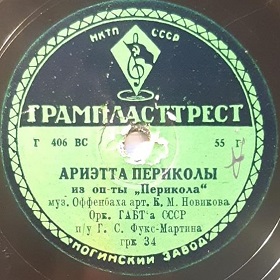 НКТП СССР
ГРАМПЛАСТТРЕСТ
Г 406 ВС 55 г
АРИЭТТА ПЕРИКОЛЫ
из оп-ты „Перикола“
муз. Оффенбаха арт. К. М. Новикова
Орк. ГАБТ'а СССР
п/у Г. С. Фукс-Мартина
грк 34
НОГИНСКИЙ ЗАВОД